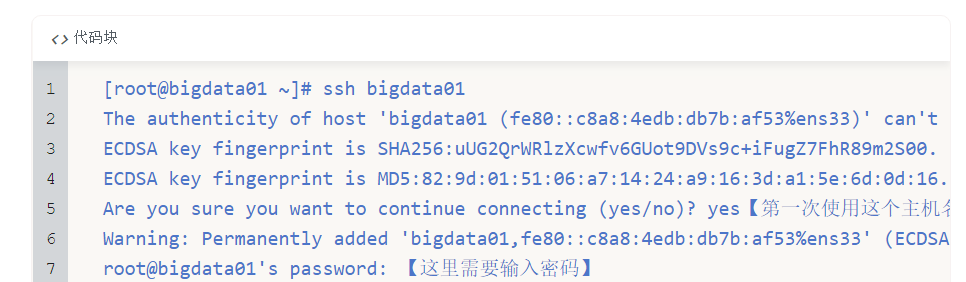 <> 代码块
1 [root@bigdata01 ~]# ssh bigdata01
2 The authenticity of host 'bigdata01 (fe80::c8a8:4edb:db7b:af53%ens33)' can't
3 ECDSA key fingerprint is SHA256:uUG2QrWRlzXcwfv6GUot9DVs9c+iFugZ7FhR89m2S00.
4 ECDSA key fingerprint is MD5:82:9d:01:51:06:a7:14:24:a9:16:3d:a1:5e:6d:0d:16.
5 Are you sure you want to continue connecting (yes/no)? yes【第一次使用这个主机名
6 Warning: Permanently added 'bigdata01,fe80::c8a8:4edb:db7b:af53%ens33' (ECDSA
7 root@bigdata01's password: 【这里需要输入密码】